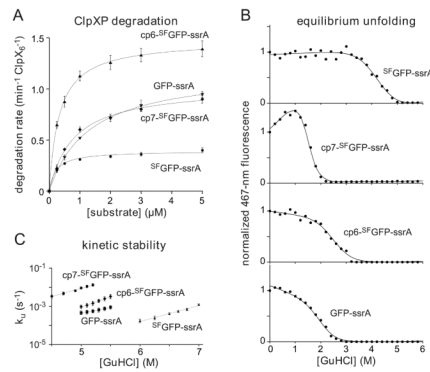 A
ClpXP degradation
degradation rate (min⁻¹ ClpX₆⁻¹)
1.5
1.0
0.5
0
cp6-ˢᶠGFP-ssrA
GFP-ssrA
cp7-ˢᶠGFP-ssrA
ˢᶠGFP-ssrA
0 1 2 3 4 5
[substrate] (µM)
B
equilibrium unfolding
normalized 467-nm fluorescence
1
0
ˢᶠGFP-ssrA
1
0
cp7-ˢᶠGFP-ssrA
1
0
cp6-ˢᶠGFP-ssrA
1
0
GFP-ssrA
0 1 2 3 4 5 6
[GuHCl] (M)
C
kinetic stability
kᵤ (s⁻¹)
10⁻¹
10⁻³
10⁻⁵
cp7-ˢᶠGFP-ssrA
cp6-ˢᶠGFP-ssrA
GFP-ssrA
ˢᶠGFP-ssrA
5 6 7
[GuHCl] (M)